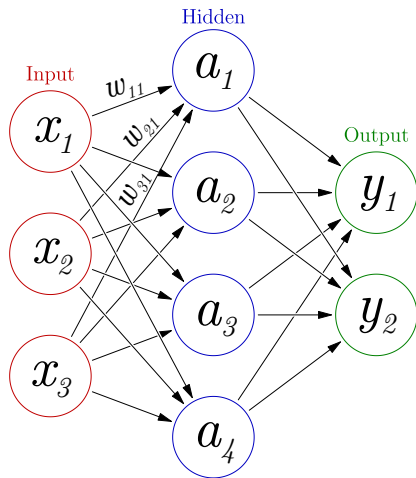 Hidden
Input
Output
x1
x2
x3
w11
w21
w31
a1
a2
a3
a4
y1
y2